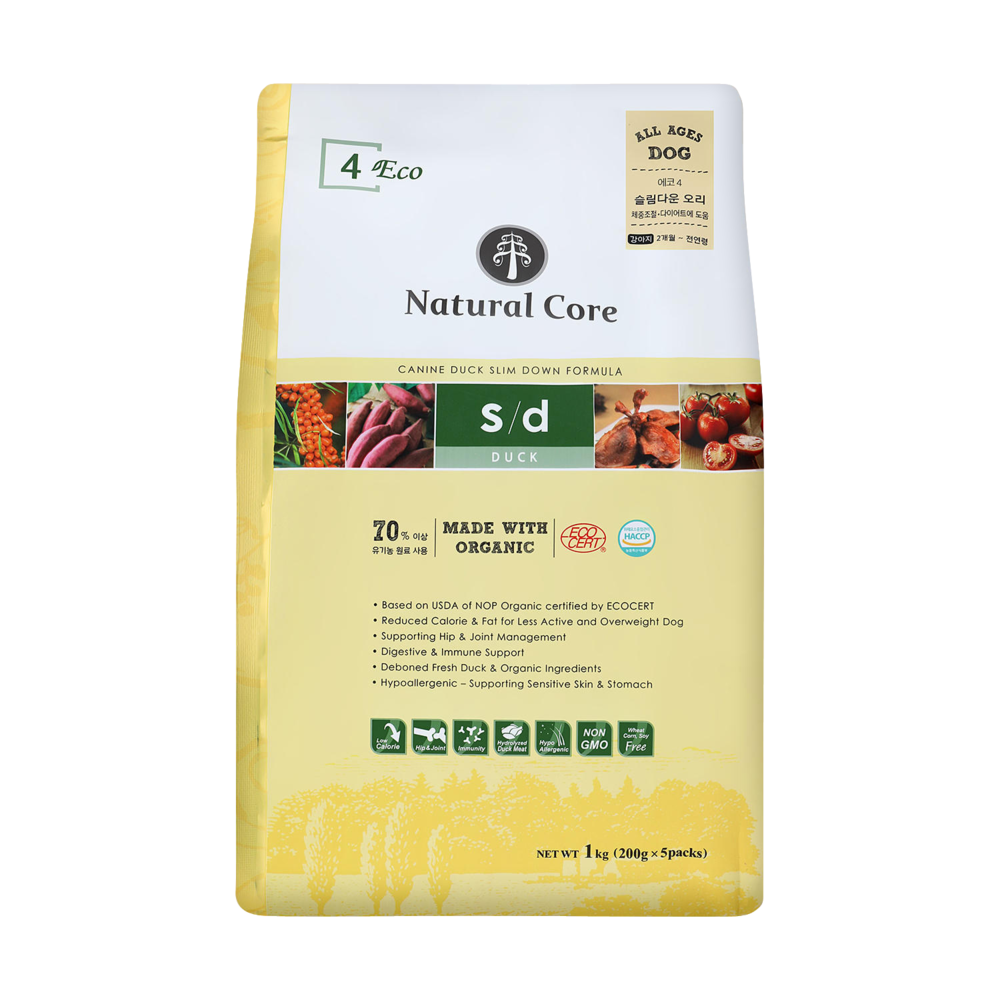 4 Eco
ALL AGES
DOG
에코 4
슬림다운 오리
체중조절·다이어트에 도움
강아지 2개월 ~ 전연령
Natural Core
CANINE DUCK SLIM DOWN FORMULA
s/d
DUCK
70% 이상
유기농 원료 사용
MADE WITH
ORGANIC
ECO
CERT®
HACCP
• Based on USDA of NOP Organic certified by ECOCERT
• Reduced Calorie & Fat for Less Active and Overweight Dog
• Supporting Hip & Joint Management
• Digestive & Immune Support
• Deboned Fresh Duck & Organic Ingredients
• Hypoallergenic – Supporting Sensitive Skin & Stomach
Low
Calorie
Hip&Joint
Immunity
Hydrolyzed
Duck Meat
Hypo
Allergenic
NON
GMO
Wheat
Corn, Soy
Free
NET WT 1kg (200g×5packs)